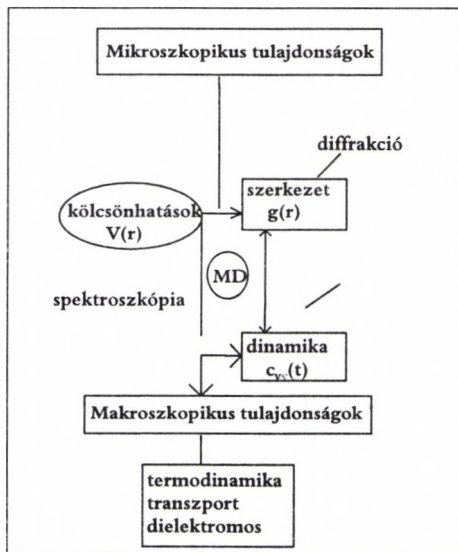 Mikroszkopikus tulajdonságok
diffrakció
szerkezet
g(r)
kölcsönhatások
V(r)
MD
spektroszkópia
dinamika
(t)
Makroszkopikus tulajdonságok
termodinamika
transzport
dielektromos